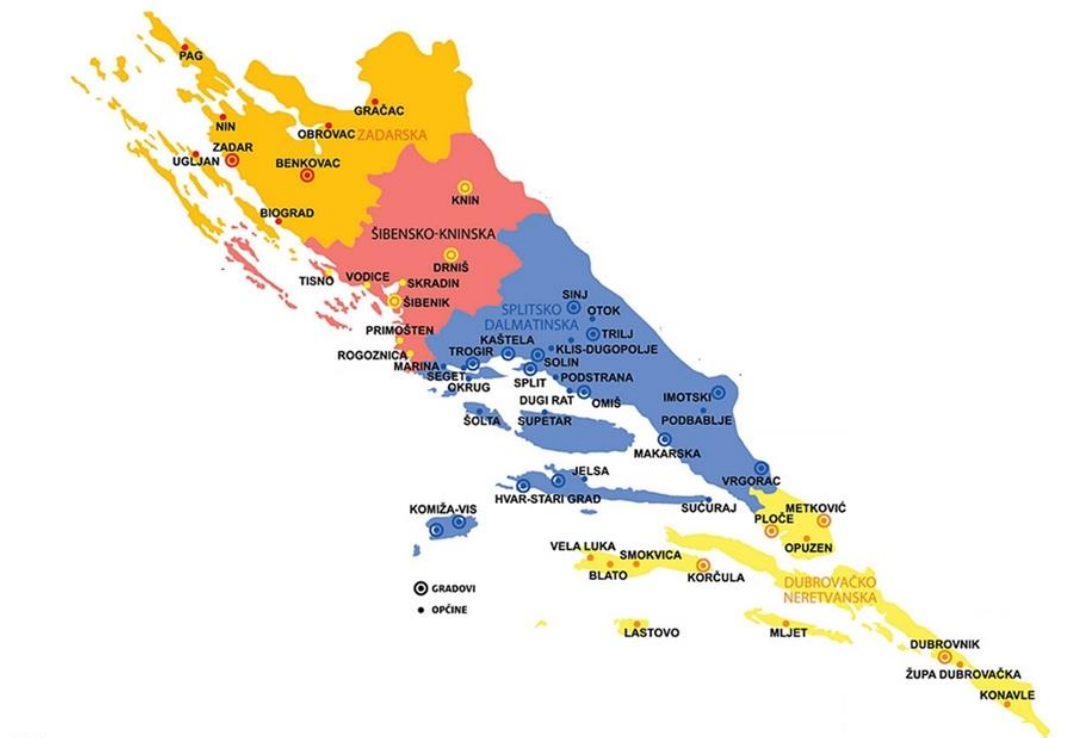 PAG
GRAČAC
NIN
OBROVAC
ZADARSKA
ZADAR
UGLJAN
BENKOVAC
KNIN
BIOGRAD
ŠIBENSKO-KNINSKA
DRNIŠ
TISNO
VODICE
SKRADIN
ŠIBENIK
SINJ
OTOK
SPLITSKO
DALMATINSKA
PRIMOŠTEN
TRILJ
KAŠTELA
KLIS-DUGOPOLJE
ROGOZNICA
TROGIR
SOLIN
MARINA
SEGET
OKRUG
SPLIT
PODSTRANA
DUGI RAT
OMIŠ
IMOTSKI
ŠOLTA
SUPETAR
PODBABLJE
MAKARSKA
JELSA
VRGORAC
HVAR-STARI GRAD
SUĆURAJ
KOMIŽA-VIS
METKOVIĆ
PLOČE
OPUZEN
VELA LUKA
SMOKVICA
BLATO
KORČULA
DUBROVAČKO
NERETVANSKA
GRADOVI
OPĆINE
LASTOVO
MLJET
DUBROVNIK
ŽUPA DUBROVAČKA
KONAVLE